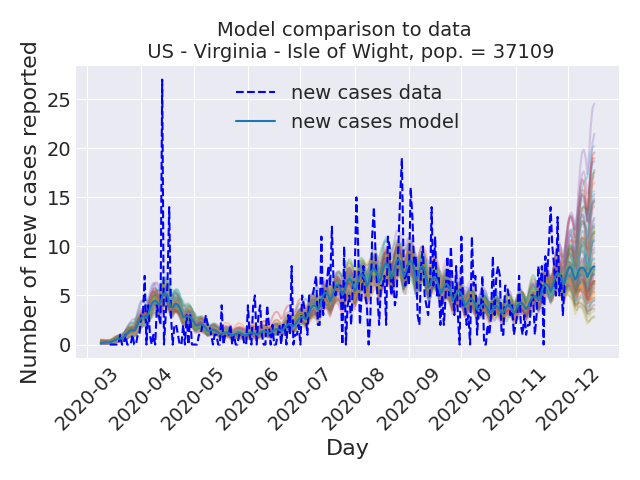 Model comparison to data
US - Virginia - Isle of Wight, pop. = 37109
Number of new cases reported
25
20
15
10
5
0
new cases data
new cases model
2020-03
2020-04
2020-05
2020-06
2020-07
2020-08
2020-09
2020-10
2020-11
2020-12
Day